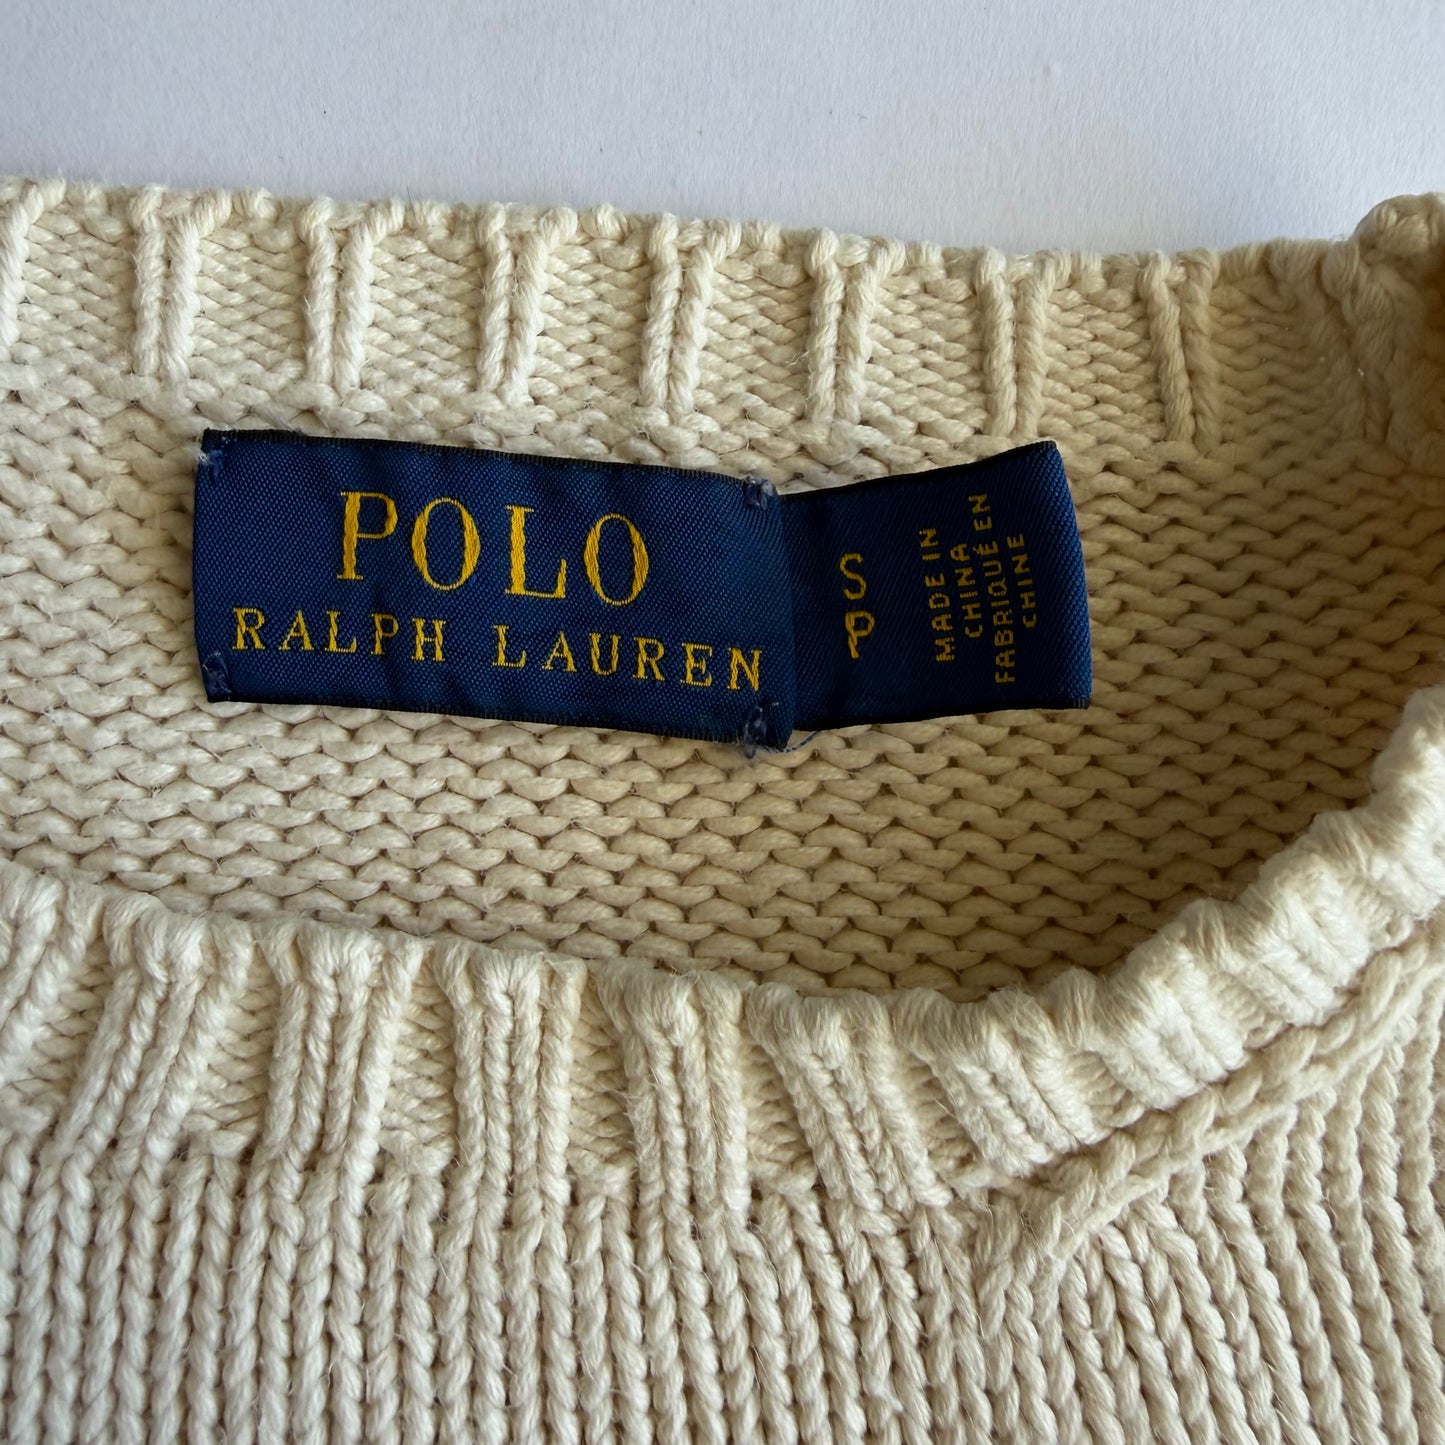 POLO
RALPH LAUREN
S
P
MADE IN
CHINA
FABRIQUÉ EN
CHINE